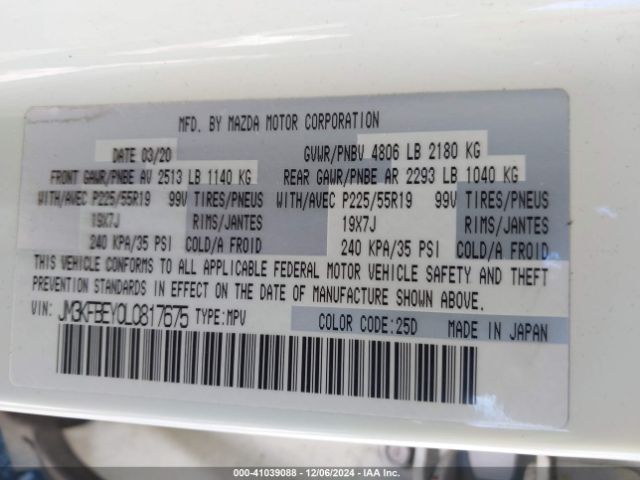 MFD. BY MAZDA MOTOR CORPORATION
DATE 03/20 GVWR/PNBV 4806 LB 2180 KG
FRONT GAWR/PNBE AV 2513 LB 1140 KG REAR GAWR/PNBE AR 2293 LB 1040 KG
WITH/AVEC P225/55R19 99V TIRES/PNEUS WITH/AVEC P225/55R19 99V TIRES/PNEUS
19X7J RIMS/JANTES 19X7J RIMS/JANTES
240 KPA/35 PSI COLD/A FROID 240 KPA/35 PSI COLD/A FROID
THIS VEHICLE CONFORMS TO ALL APPLICABLE FEDERAL MOTOR VEHICLE SAFETY AND THEFT
PREVENTION STANDARDS IN EFFECT ON THE DATE OF MANUFACTURE SHOWN ABOVE.
VIN: JM3KFBEY0L0817675 TYPE:MPV COLOR CODE:25D MADE IN JAPAN
000-41039088 - 12/06/2024 - IAA Inc.